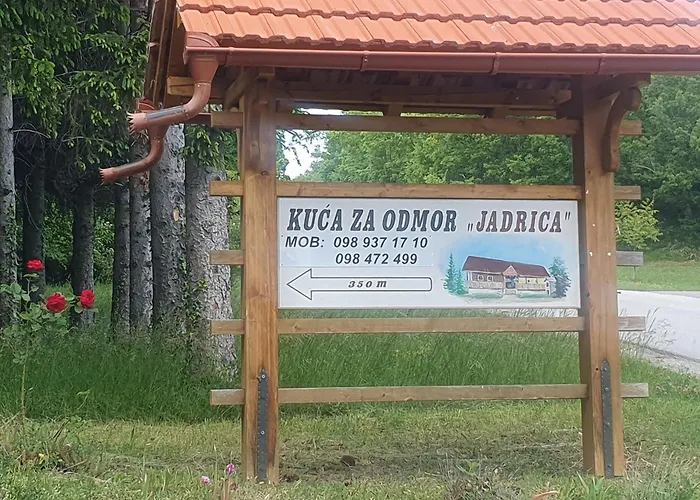 KUĆA ZA ODMOR „JADRICA"
MOB: 098 937 17 10
098 472 499
350 m